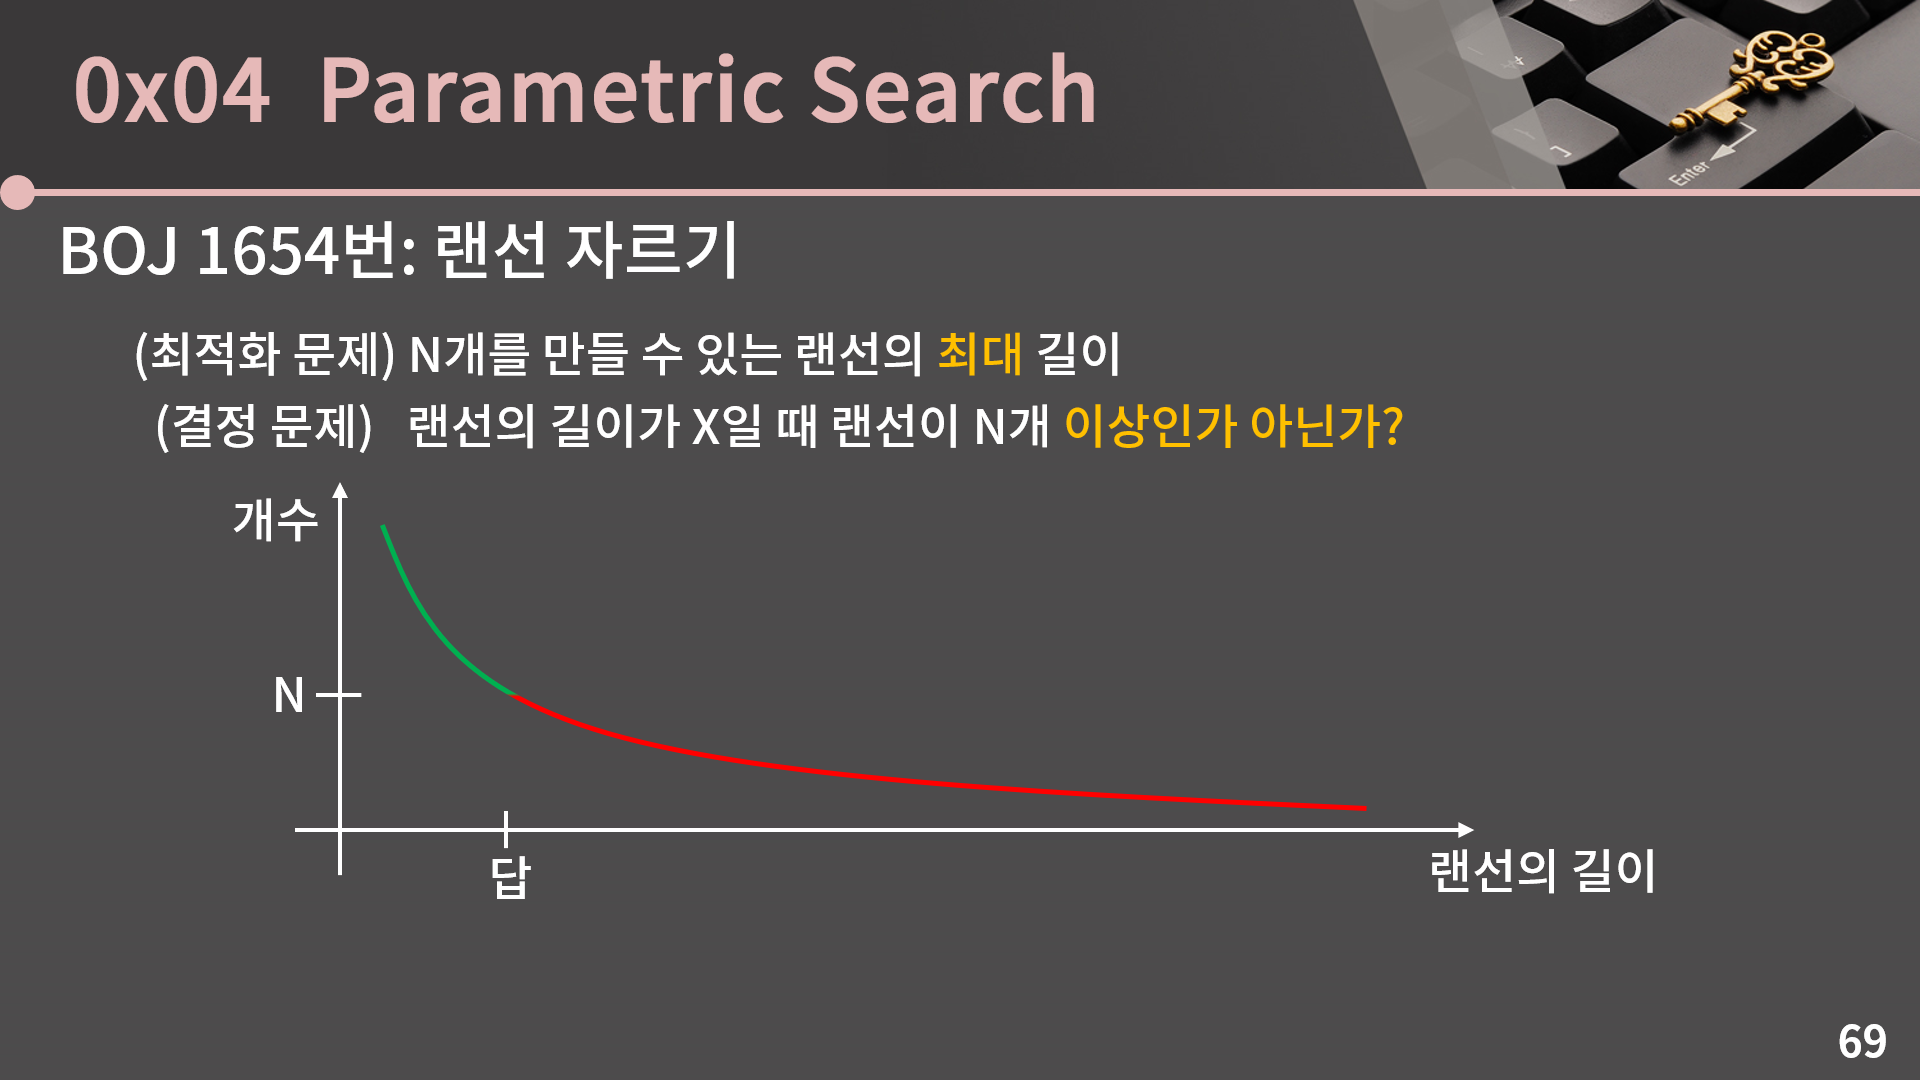 0x04 Parametric Search
Enter
BOJ 1654번: 랜선 자르기
(최적화 문제) N개를 만들 수 있는 랜선의 최대 길이
(결정 문제) 랜선의 길이가 X일 때 랜선이 N개 이상인가 아닌가?
개수
N
답
랜선의 길이
69